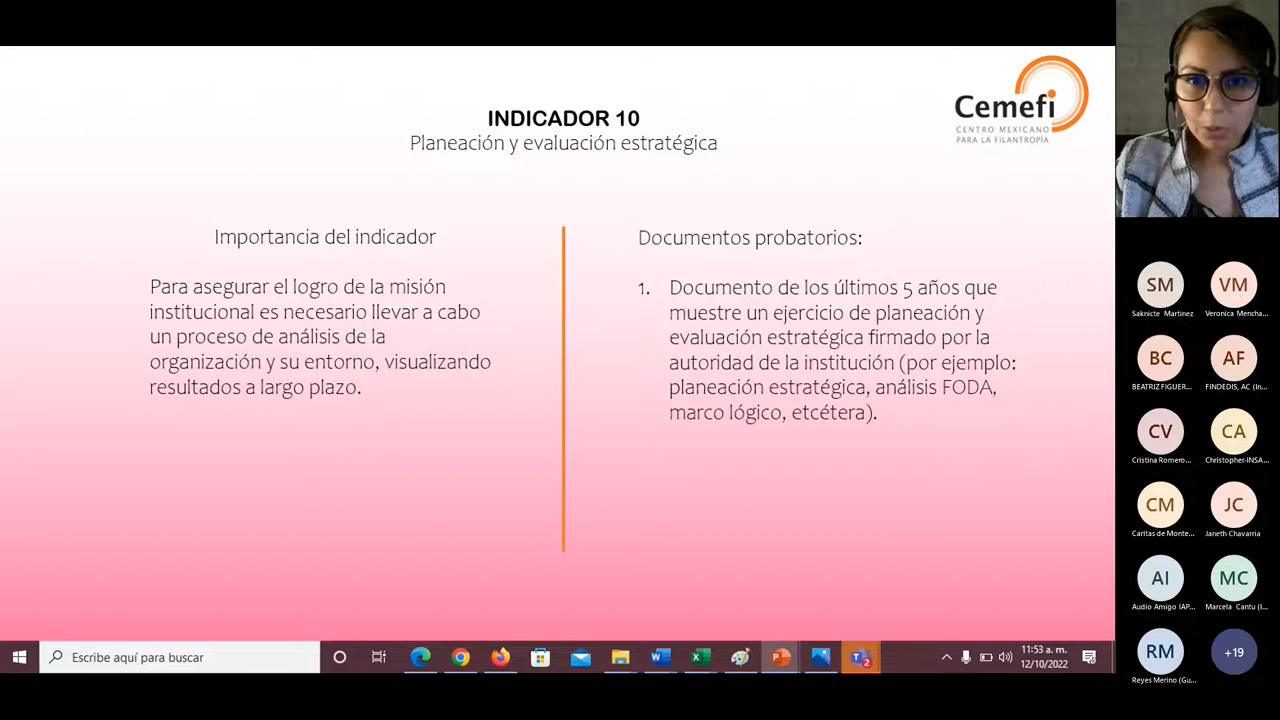 INDICADOR 10
Planeación y evaluación estratégica
Cemefi
CENTRO MEXICANO
PARA LA FILANTROPÍA
Importancia del indicador
Para asegurar el logro de la misión
institucional es necesario llevar a cabo
un proceso de análisis de la
organización y su entorno, visualizando
resultados a largo plazo.
Documentos probatorios:
1. Documento de los últimos 5 años que
muestre un ejercicio de planeación y
evaluación estratégica firmado por la
autoridad de la institución (por ejemplo:
planeación estratégica, análisis FODA,
marco lógico, etcétera).
SM
Saknicte Martinez
VM
Veronica Mencha...
BC
BEATRIZ FIGUER...
AF
FINDEDIS, AC (In...
CV
Cristina Romero...
CA
Christopher-INSA...
CM
Caritas de Monte...
JC
Janeth Chavarria
AI
Audio Amigo IAP...
MC
Marcela Cantu (I...
RM
Reyes Merino (Gu...
+19
Escribe aquí para buscar
2
11:53 a. m.
12/10/2022